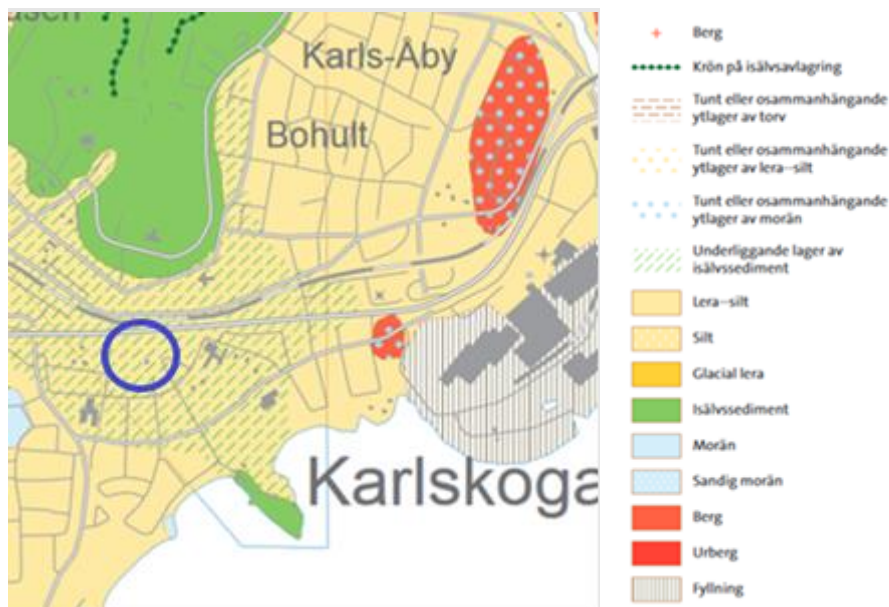 Karls-Åby
Bohult
Karlskoga
Berg
Krön på isälvsavlagring
Tunt eller osammanhängande
ytlager av torv
Tunt eller osammanhängande
ytlager av lera--silt
Tunt eller osammanhängande
ytlager av morän
Underliggande lager av
isälvssediment
Lera--silt
Silt
Glacial lera
Isälvssediment
Morän
Sandig morän
Berg
Urberg
Fyllning